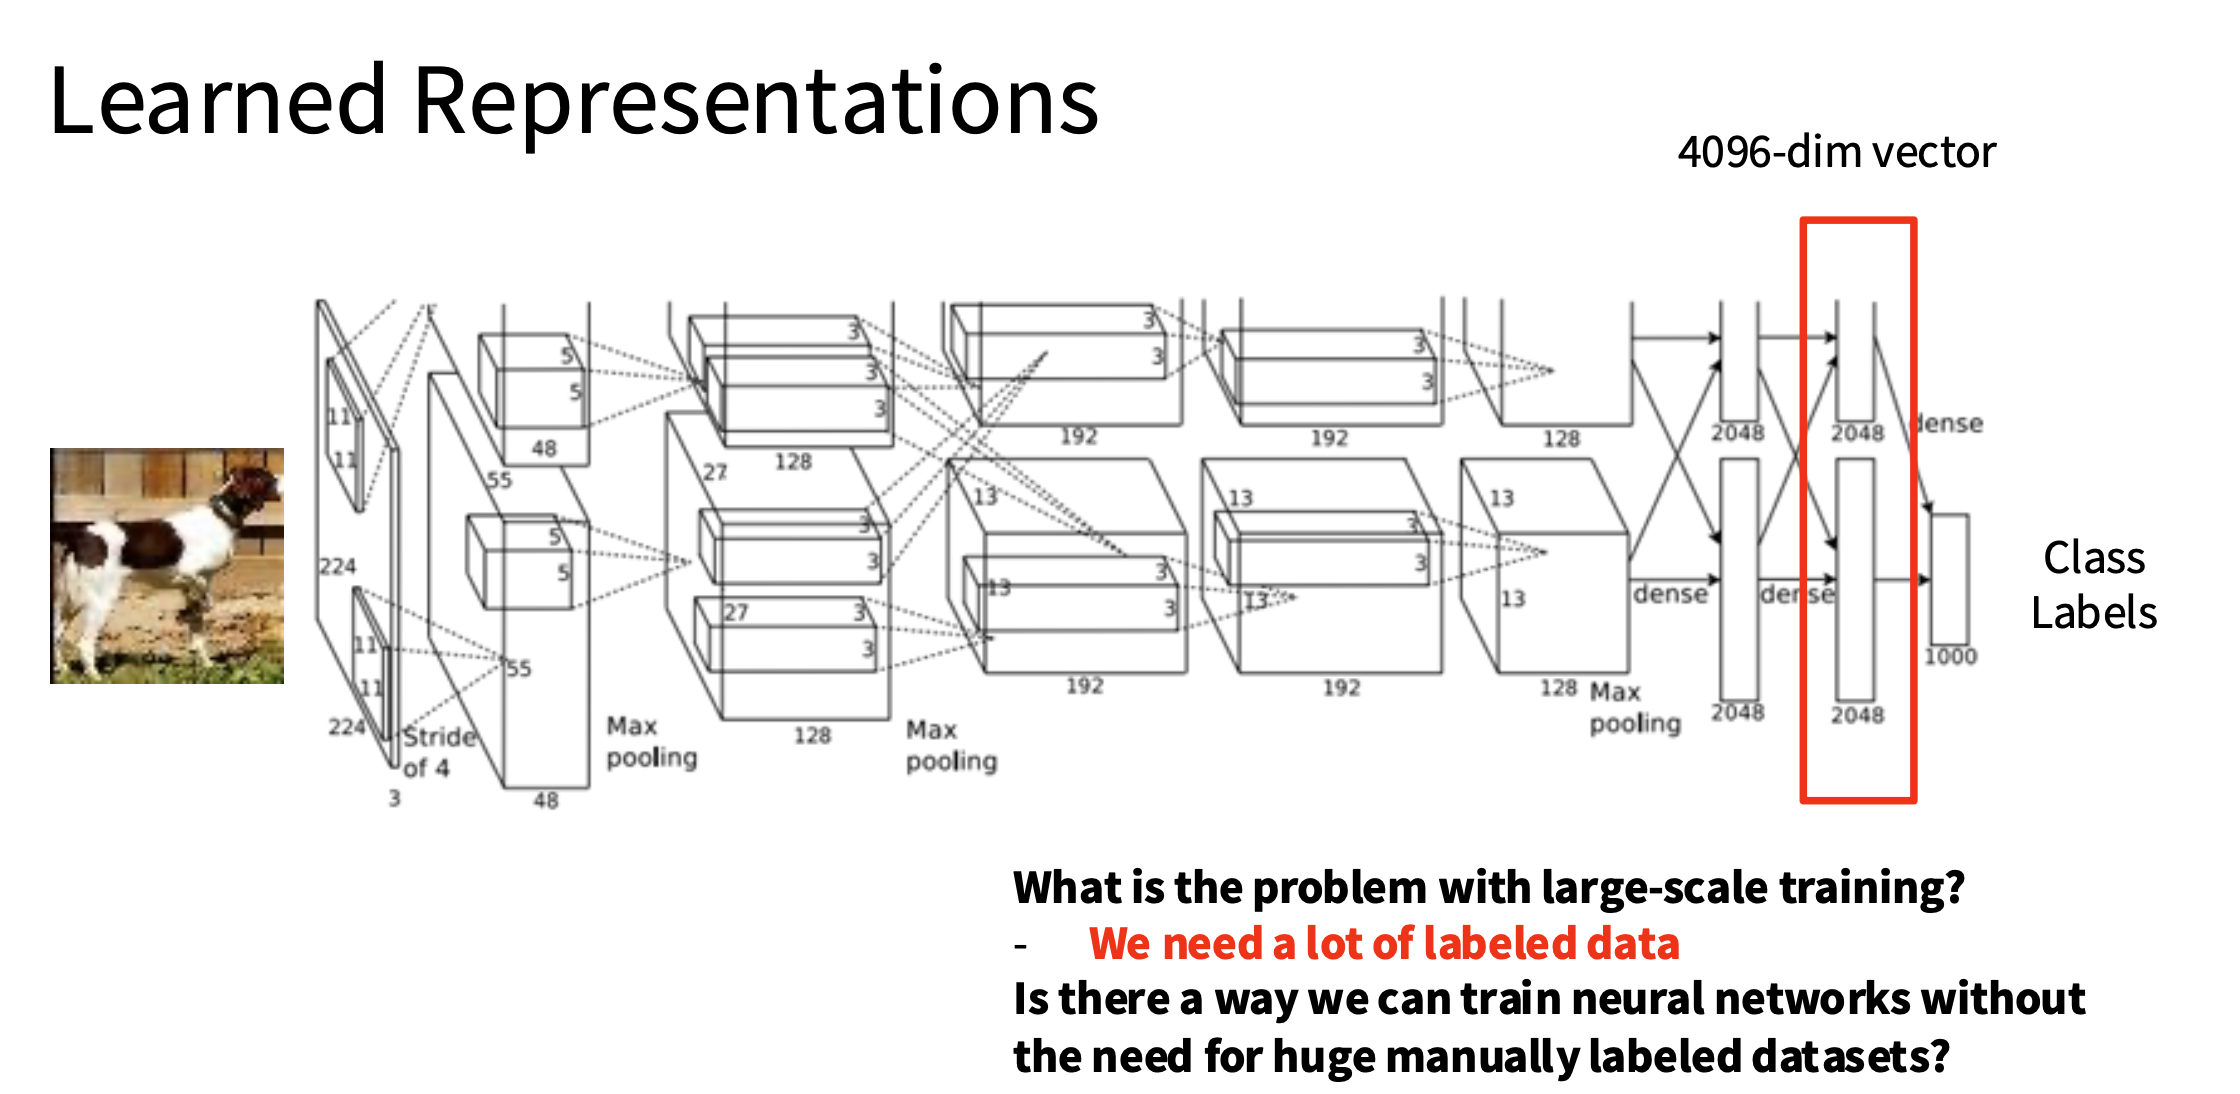 Learned Representations
4096-dim vector
11
11
224
11
11
224
Stride
of 4
3
5
5
48
55
5
5
55
48
Max
pooling
3
3
3
3
128
27
3
3
27
3
3
128
Max
pooling
3
3
192
13
13
3
3
192
3
3
192
13
3
3
13
192
128
13
13
128
Max
pooling
2048
2048
dense
dense
dense
2048
2048
1000
Class
Labels
What is the problem with large-scale training?
- We need a lot of labeled data
Is there a way we can train neural networks without
the need for huge manually labeled datasets?